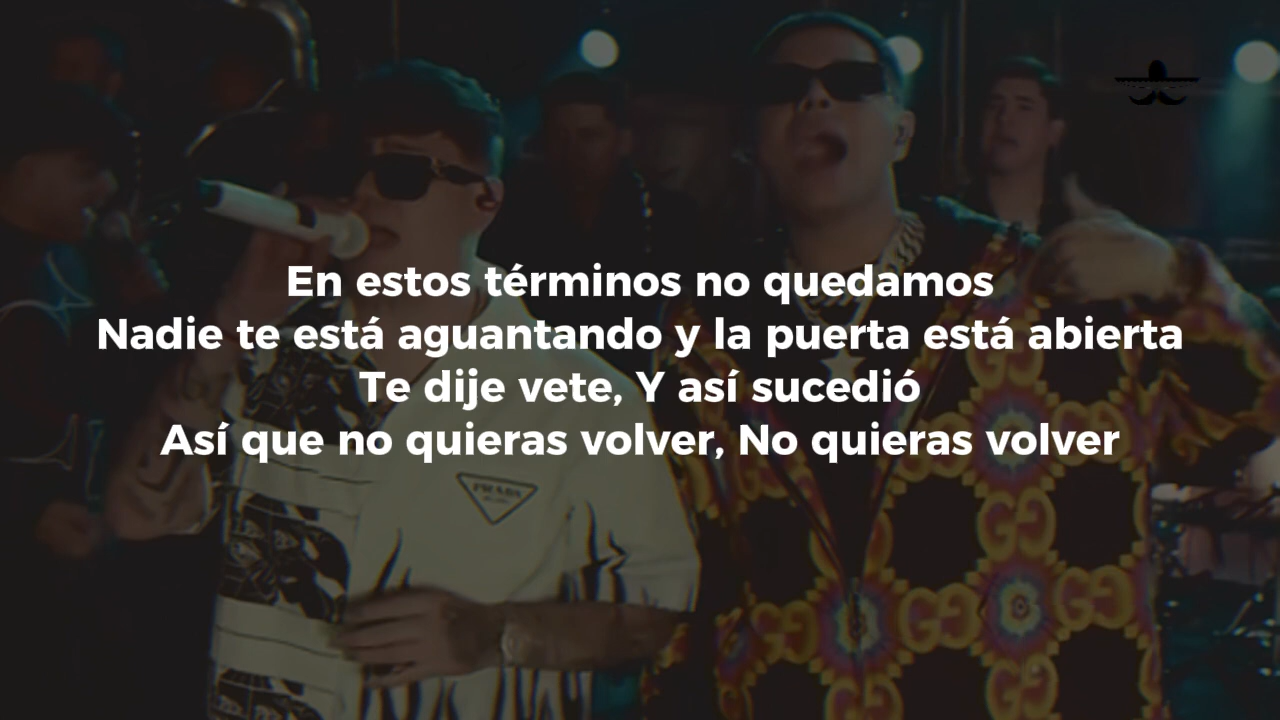 En estos términos no quedamos
Nadie te está aguantando y la puerta está abierta
Te dije vete, Y así sucedió
Así que no quieras volver, No quieras volver
PRADA